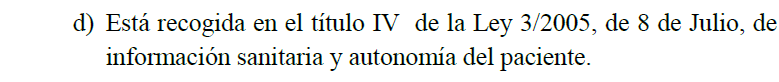 d) Está recogida en el título IV de la Ley 3/2005, de 8 de Julio, de
información sanitaria y autonomía del paciente.